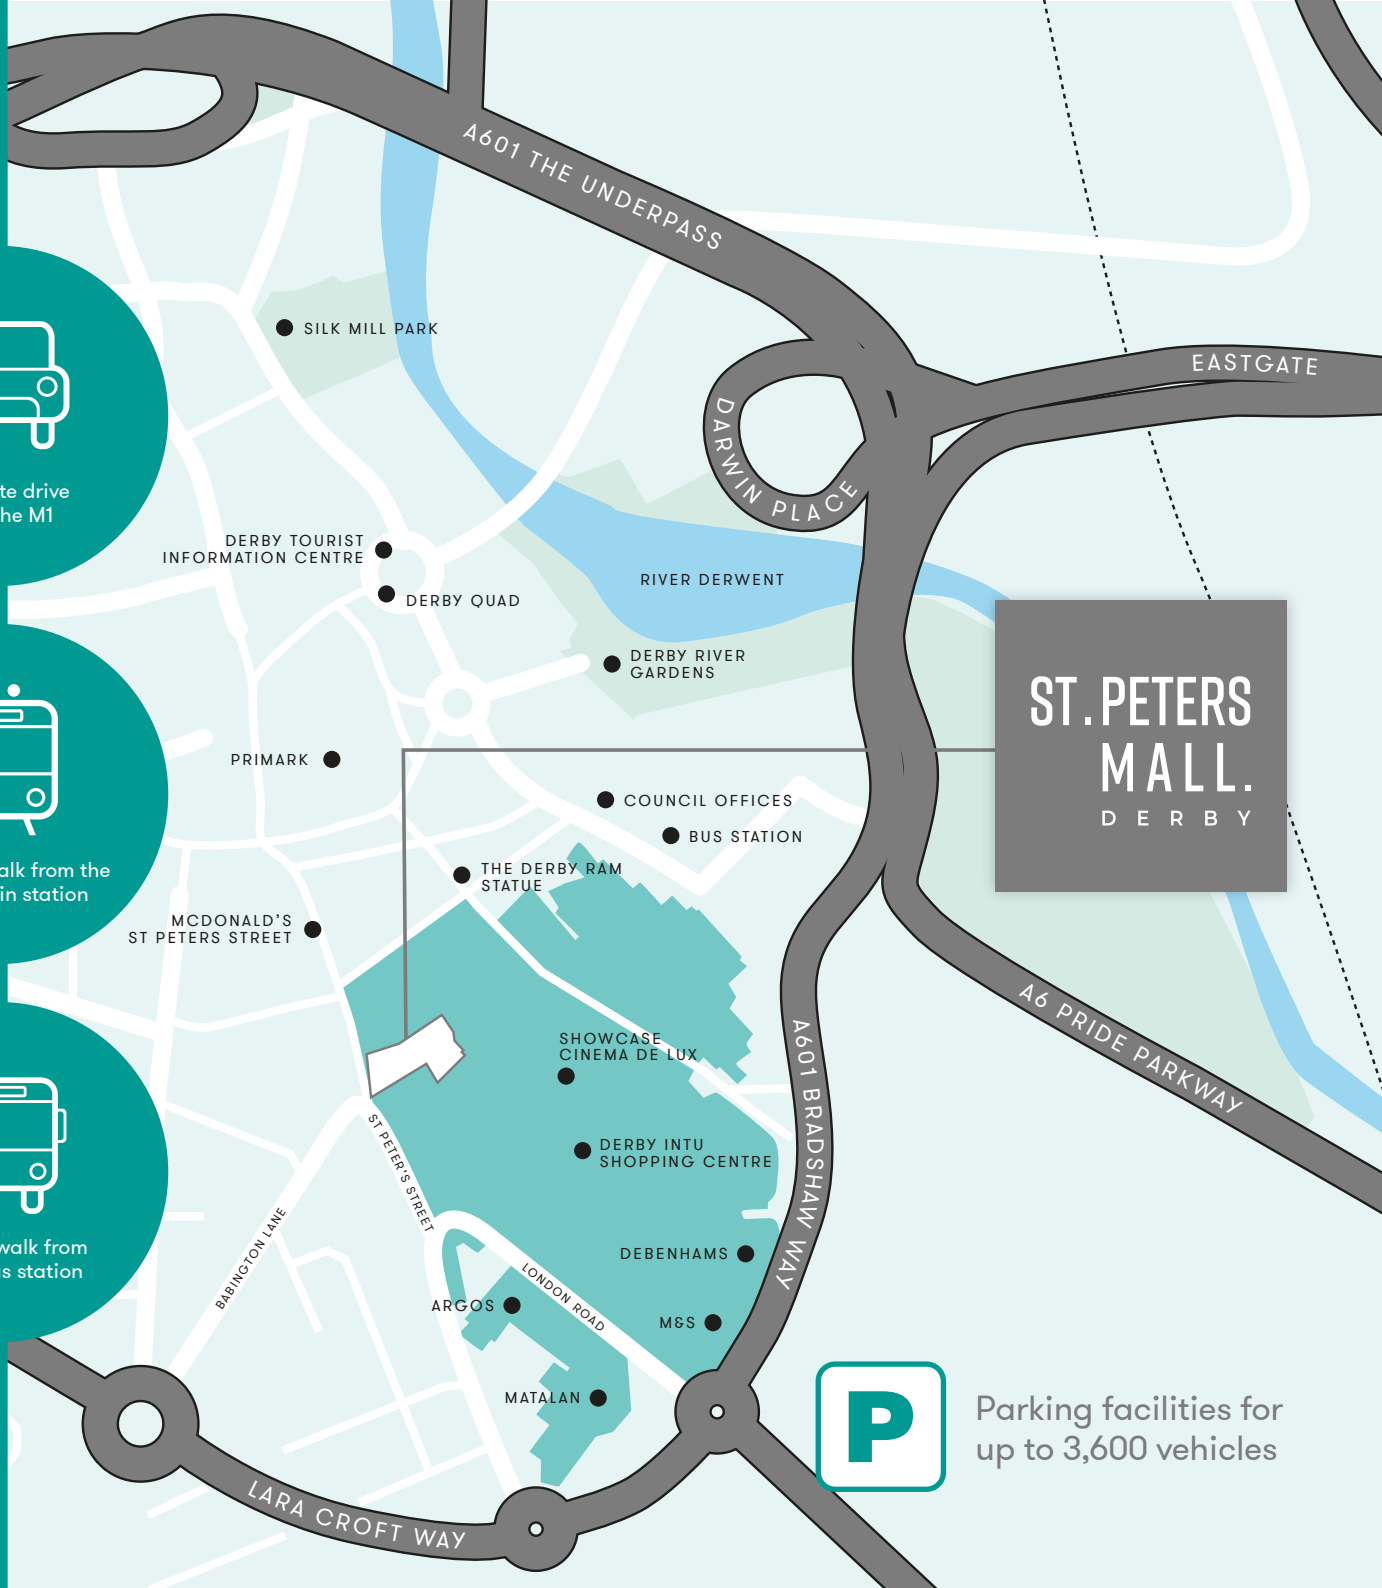 A601 THE UNDERPASS
EASTGATE
SILK MILL PARK
DARWIN PLACE
te drive
he M1
DERBY TOURIST
INFORMATION CENTRE
DERBY QUAD
RIVER DERWENT
DERBY RIVER
GARDENS
ST. PETERS
MALL.
DERBY
PRIMARK
COUNCIL OFFICES
BUS STATION
alk from the
in station
THE DERBY RAM
STATUE
MCDONALD'S
ST PETERS STREET
A6 PRIDE PARKWAY
A601 BRADSHAW WAY
SHOWCASE
CINEMA DE LUX
ST PETER'S STREET
DERBY INTU
SHOPPING CENTRE
walk from
s station
BABINGTON LANE
DEBENHAMS
LONDON ROAD
ARGOS
M&S
MATALAN
P
Parking facilities for
up to 3,600 vehicles
LARA CROFT WAY